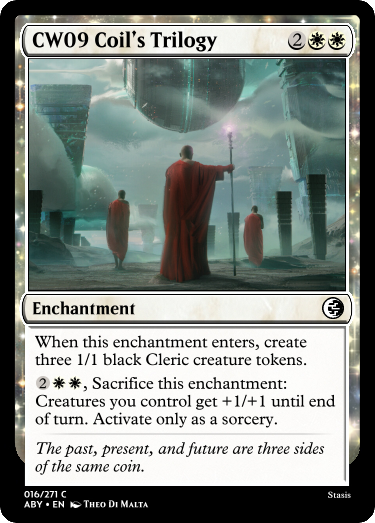 CW09 Coil's Trilogy 2
Enchantment
When this enchantment enters, create
three 1/1 black Cleric creature tokens.
2, Sacrifice this enchantment:
Creatures you control get +1/+1 until end
of turn. Activate only as a sorcery.
The past, present, and future are three sides
of the same coin.
016/271 C
Stasis
ABY • EN Theo Di Malta